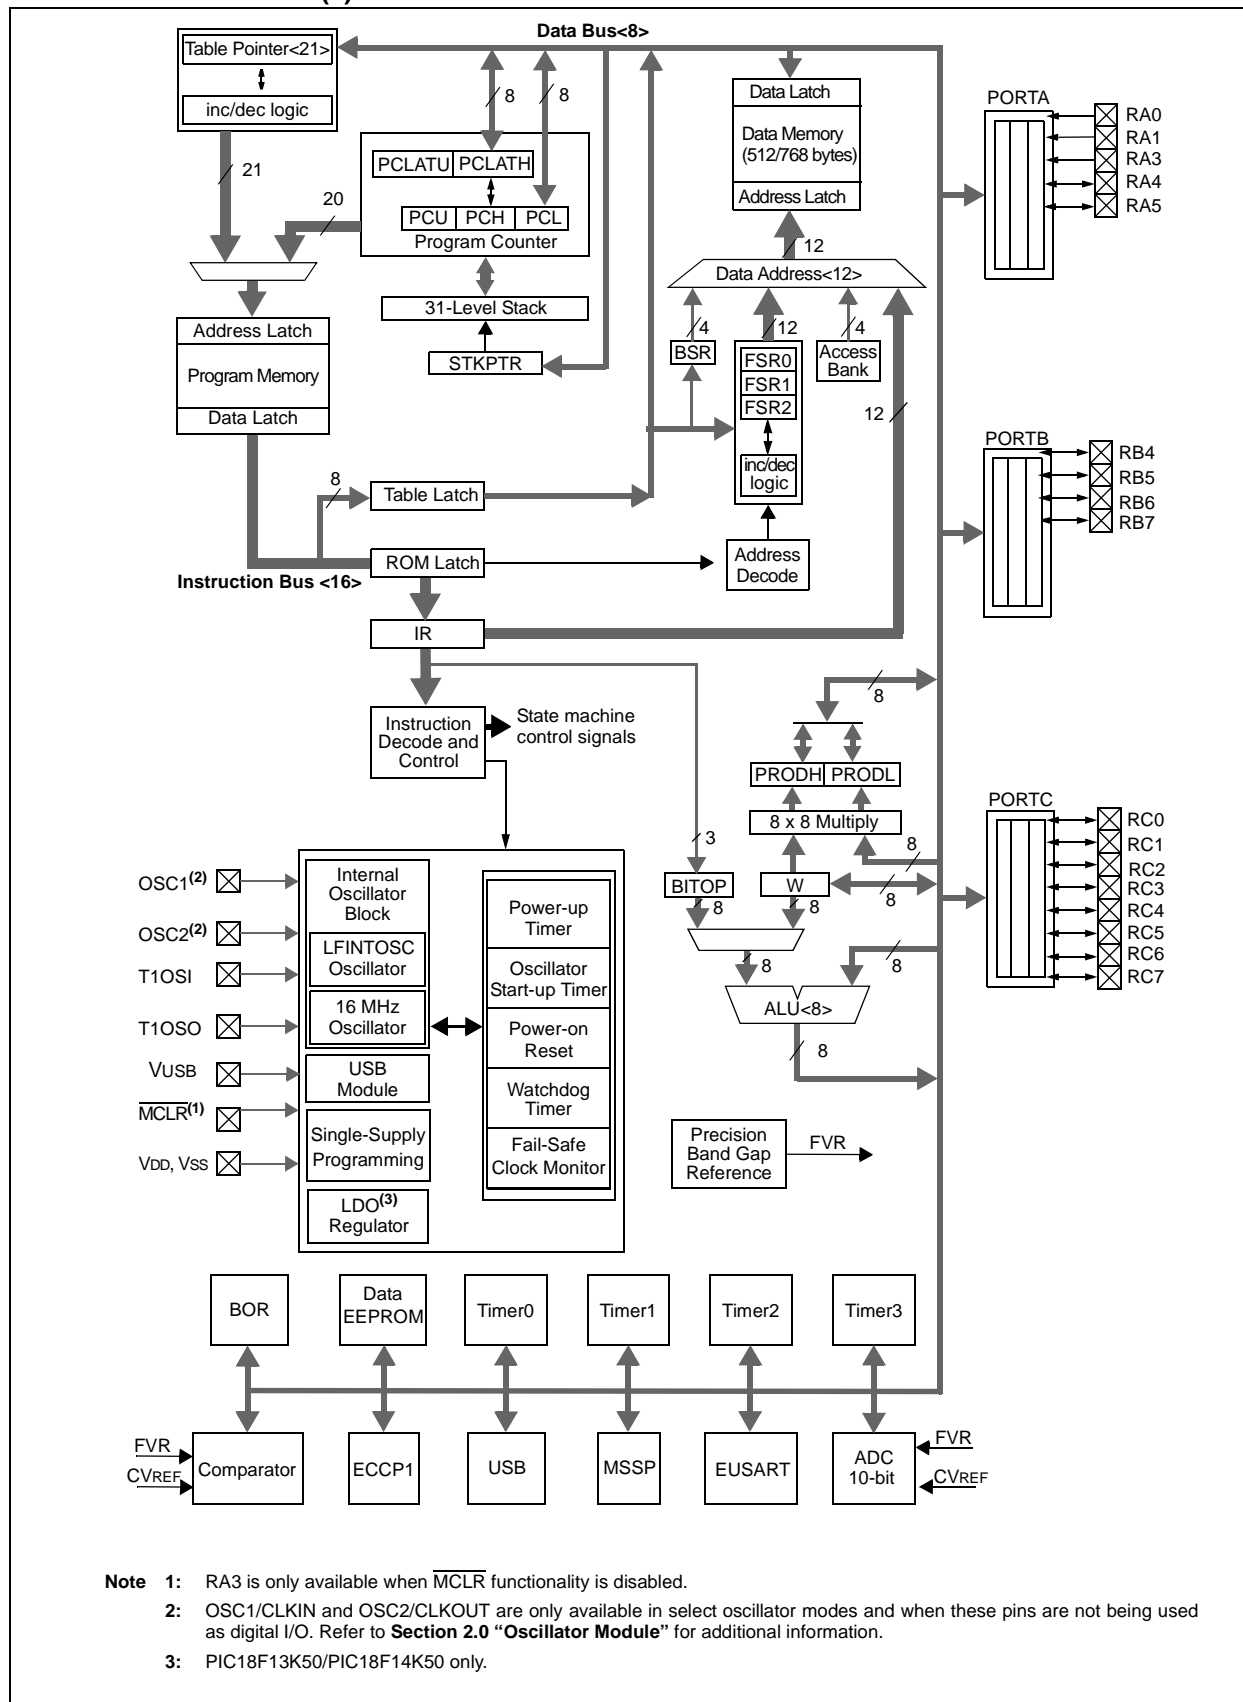 Data Bus<8>
Table Pointer<21>
inc/dec logic
21
20
8
8
PCLATU
PCLATH
PCU
PCH
PCL
Program Counter
31-Level Stack
STKPTR
Data Latch
Data Memory
(512/768 bytes)
Address Latch
12
Data Address<12>
4
12
4
BSR
FSR0
FSR1
FSR2
inc/dec
logic
Access
Bank
12
Address
Decode
Address Latch
Program Memory
Data Latch
8
Table Latch
ROM Latch
Instruction Bus <16>
IR
Instruction
Decode and
Control
State machine
control signals
8
PRODH
PRODL
8 x 8 Multiply
3
8
BITOP
W
8
8
8
8
8
ALU<8>
8
PORTA
RA0
RA1
RA3
RA4
RA5
PORTB
RB4
RB5
RB6
RB7
PORTC
RC0
RC1
RC2
RC3
RC4
RC5
RC6
RC7
OSC1(2)
OSC2(2)
T1OSI
T1OSO
VUSB
MCLR(1)
VDD, VSS
Internal
Oscillator
Block
LFINTOSC
Oscillator
16 MHz
Oscillator
USB
Module
Single-Supply
Programming
LDO(3)
Regulator
Power-up
Timer
Oscillator
Start-up Timer
Power-on
Reset
Watchdog
Timer
Fail-Safe
Clock Monitor
Precision
Band Gap
Reference
FVR
BOR
Data
EEPROM
Timer0
Timer1
Timer2
Timer3
FVR
CVREF
Comparator
ECCP1
USB
MSSP
EUSART
ADC
10-bit
FVR
CVREF
Note 1: RA3 is only available when MCLR functionality is disabled.
2: OSC1/CLKIN and OSC2/CLKOUT are only available in select oscillator modes and when these pins are not being used
as digital I/O. Refer to Section 2.0 “Oscillator Module” for additional information.
3: PIC18F13K50/PIC18F14K50 only.